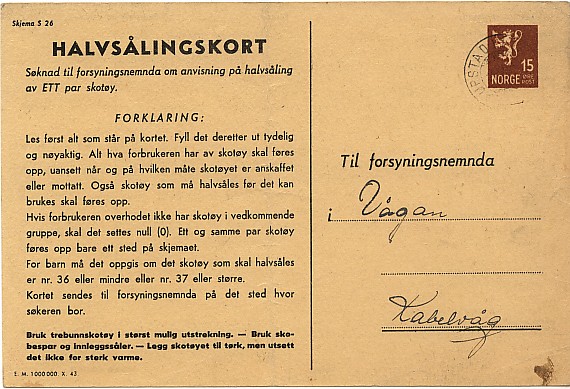 Skjema S 26
HALVSÅLINGSKORT
Søknad til forsyningsnemnda om anvisning på halvsåling
av ETT par skotøy.
FORKLARING:
Les først alt som står på kortet. Fyll det deretter ut tydelig
og nøyaktig. Alt hva forbrukeren har av skotøy skal føres
opp, uansett når og på hvilken måte skotøyet er anskaffet
eller mottatt. Også skotøy som må halvsåles før det kan
brukes skal føres opp.
Hvis forbrukeren overhodet ikke har skotøy i vedkommende
gruppe, skal det settes null (0). Ett og samme par skotøy
føres opp bare ett sted på skjemaet.
For barn må det oppgis om det skotøy som skal halvsåles
er nr. 36 eller mindre eller nr. 37 eller større.
Kortet sendes til forsyningsnemnda på det sted hvor
søkeren bor.
Bruk trebunnskotøy i størst mulig utstrekning. — Bruk sko-
bespar og innleggssåler. — Legg skotøyet til tørk, men utsett
det ikke for sterk varme.
E. M. 1 000 000. X. 43.
15
NORGE ØRE
POST
Til forsyningsnemnda
i Vågan
Kabelvåg